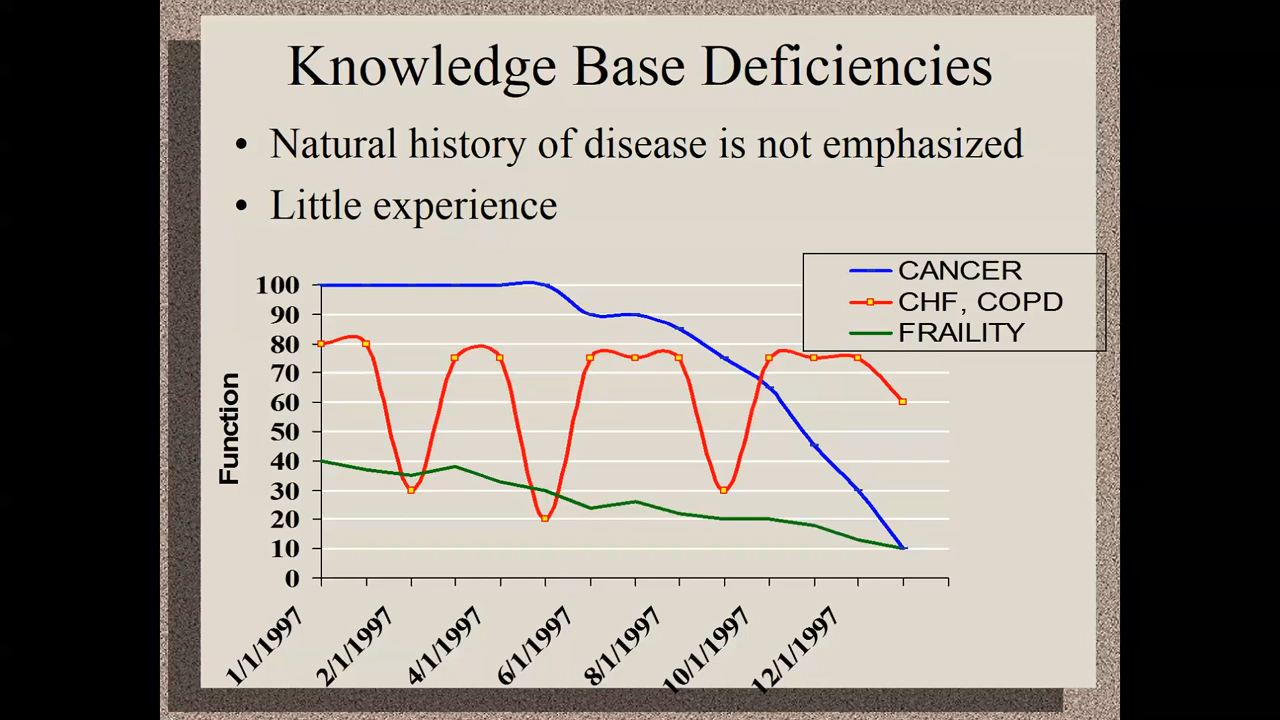 Knowledge Base Deficiencies
• Natural history of disease is not emphasized
• Little experience
CANCER
CHF, COPD
FRAILITY
Function
100
90
80
70
60
50
40
30
20
10
0
1/1/1997
2/1/1997
4/1/1997
6/1/1997
8/1/1997
10/1/1997
12/1/1997